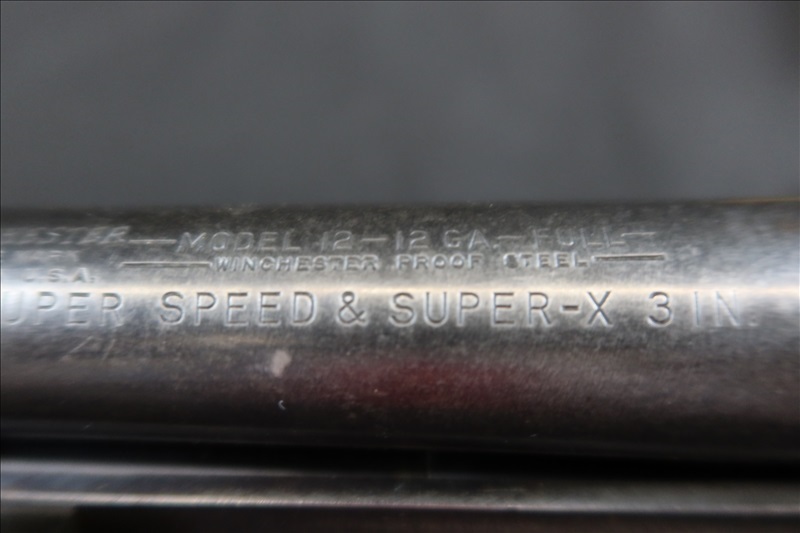 —MODEL 12—12 GA.—FULL—
U.S.A.
—WINCHESTER PROOF STEEL—
UPER SPEED & SUPER-X 3 IN.